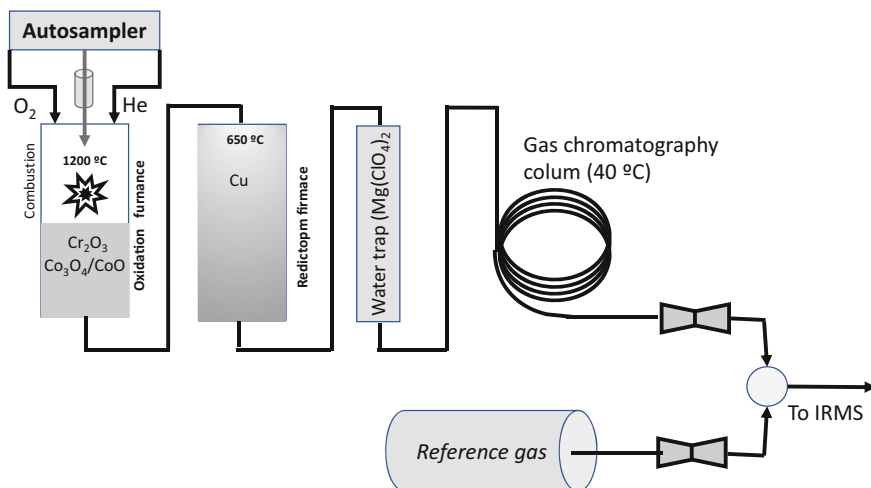 Autosampler
O₂
He
Combustion
1200 ºC
Oxidation furnance
Cr₂O₃
Co₃O₄/CoO
650 ºC
Cu
Redictopm firmace
Water trap (Mg(ClO₄)₂
Gas chromatography
colum (40 ºC)
To IRMS
Reference gas